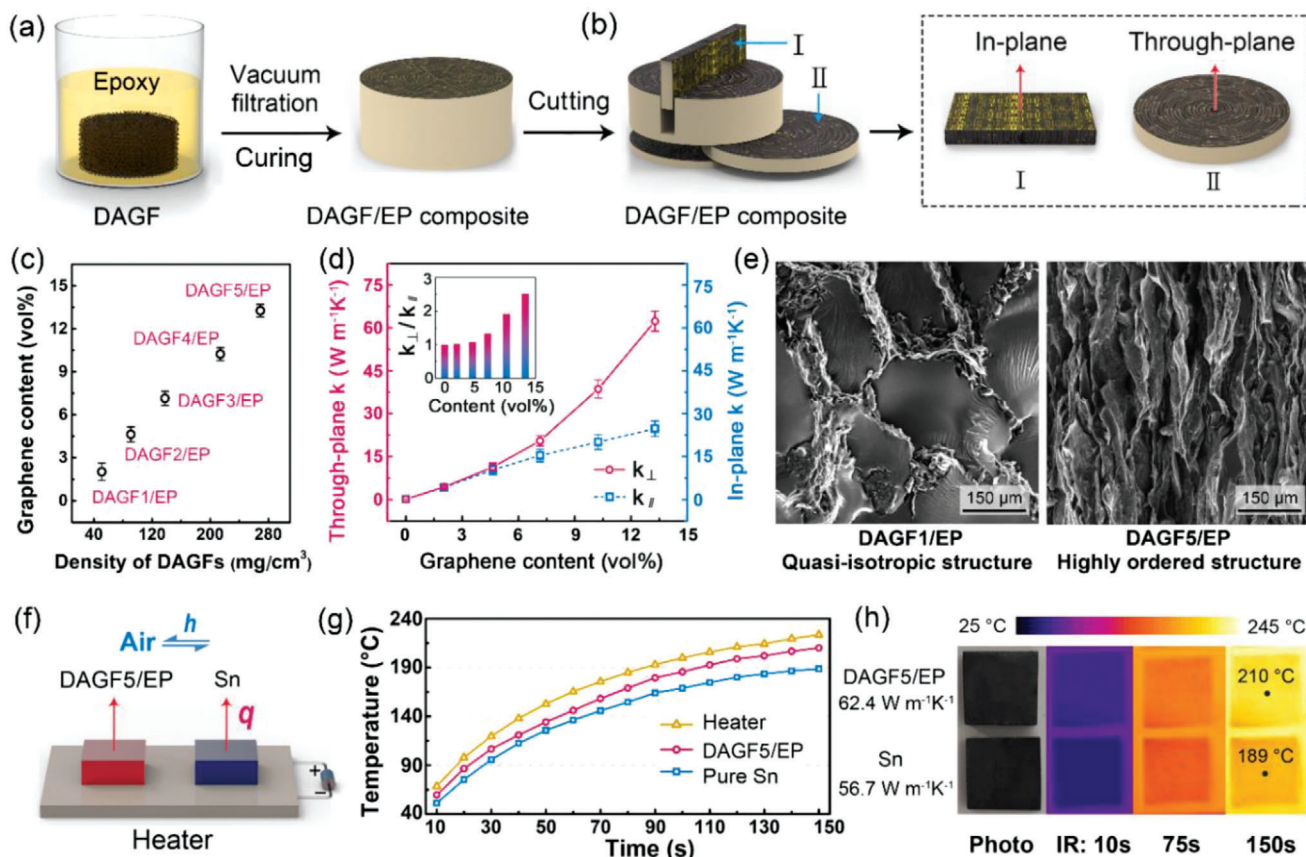 (a)
Epoxy
DAGF
Vacuum
filtration
Curing
DAGF/EP composite
Cutting
(b)
I
II
DAGF/EP composite
In-plane
Through-plane
I
II
(c)
Graphene content (vol%)
15
12
9
6
3
0
DAGF5/EP
DAGF4/EP
DAGF3/EP
DAGF2/EP
DAGF1/EP
40 120 200 280
Density of DAGFs (mg/cm³)
(d)
Through-plane k (W m⁻¹K⁻¹)
75
60
45
30
15
0
k⊥/k∥
3
2
1
0
0 5 10 15
Content (vol%)
k⊥
k∥
0 3 6 9 12 15
Graphene content (vol%)
75
60
45
30
15
0
In-plane k (W m⁻¹K⁻¹)
(e)
150 µm
150 µm
DAGF1/EP
Quasi-isotropic structure
DAGF5/EP
Highly ordered structure
(f)
Air h
DAGF5/EP
Sn
q
+
−
Heater
(g)
Temperature (°C)
240
190
140
90
40
Heater
DAGF5/EP
Pure Sn
10 30 50 70 90 110 130 150
Time (s)
(h)
25 °C
245 °C
DAGF5/EP
62.4 W m⁻¹K⁻¹
210 °C
Sn
56.7 W m⁻¹K⁻¹
189 °C
Photo IR: 10s 75s 150s